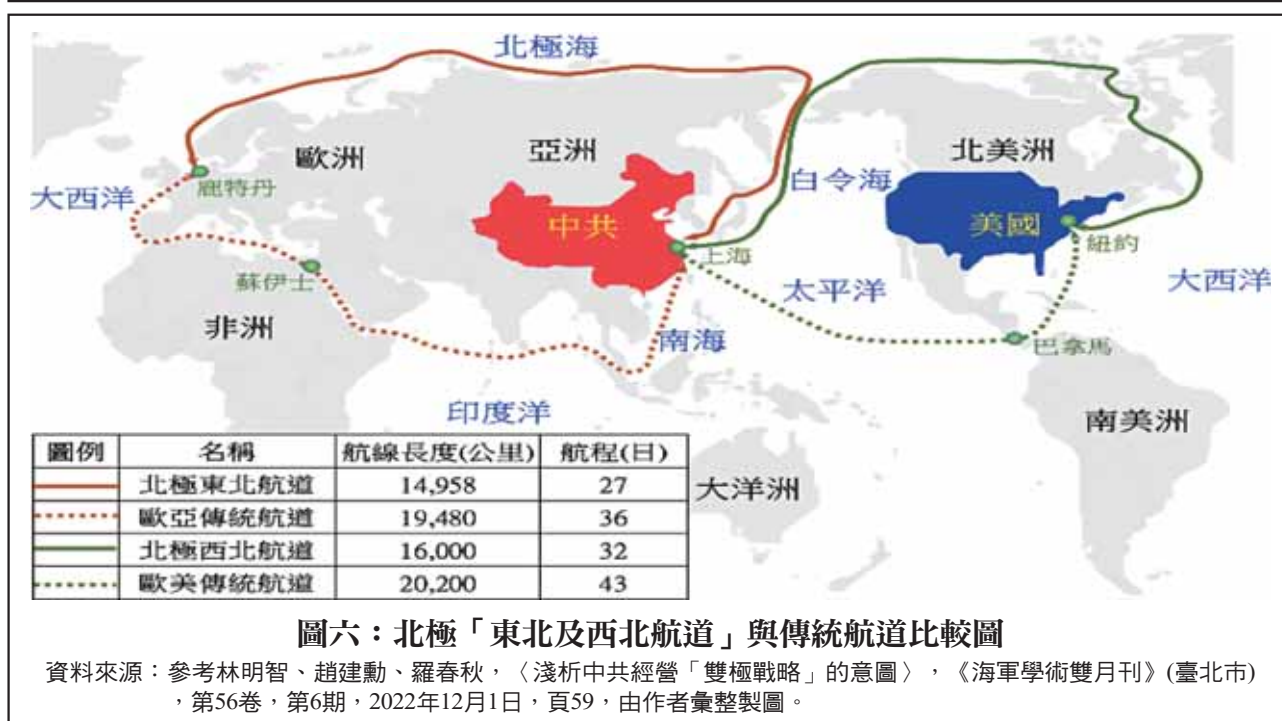 北極海
歐洲
亞洲
北美洲
大西洋
鹿特丹
白令海
中共
美國
上海
紐約
蘇伊士
太平洋
大西洋
非洲
南海
巴拿馬
印度洋
南美洲
大洋洲
圖例 名稱 航線長度(公里) 航程(日)
北極東北航道 14,958 27
歐亞傳統航道 19,480 36
北極西北航道 16,000 32
歐美傳統航道 20,200 43
圖六：北極「東北及西北航道」與傳統航道比較圖
資料來源：參考林明智、趙建勳、羅春秋，〈淺析中共經營「雙極戰略」的意圖〉，《海軍學術雙月刊》(臺北市)
，第56卷，第6期，2022年12月1日，頁59，由作者彙整製圖。